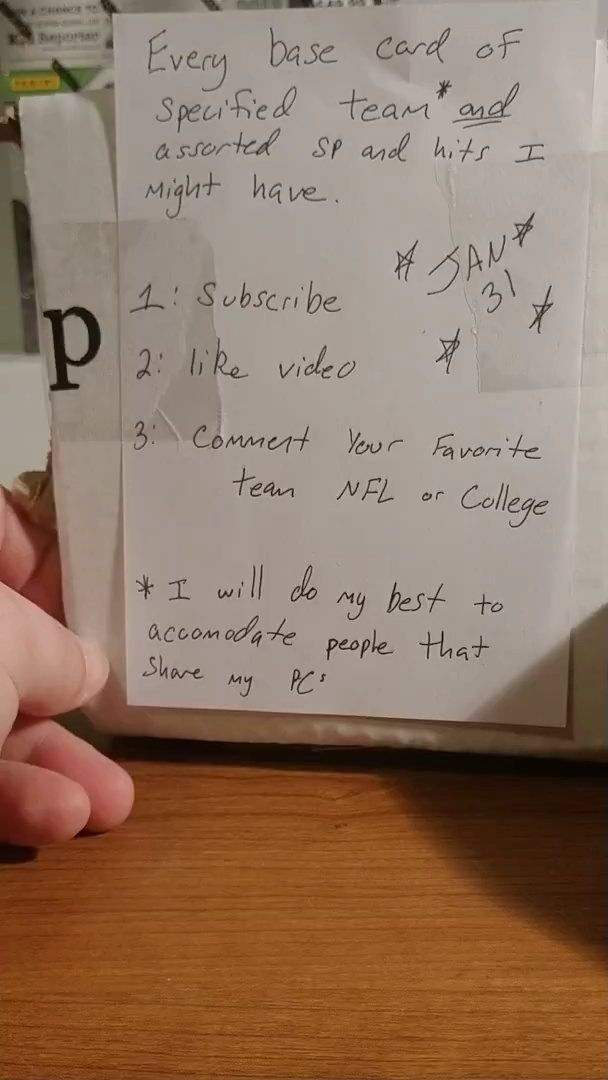 Reporter
Every base card of
specified team* and
assorted SP and hits I
Might have.
* JAN *
31
*
*
p
1: Subscribe
2: like video
3: Comment Your Favorite
team NFL or College
* I will do my best to
accomodate people that
share my PCs